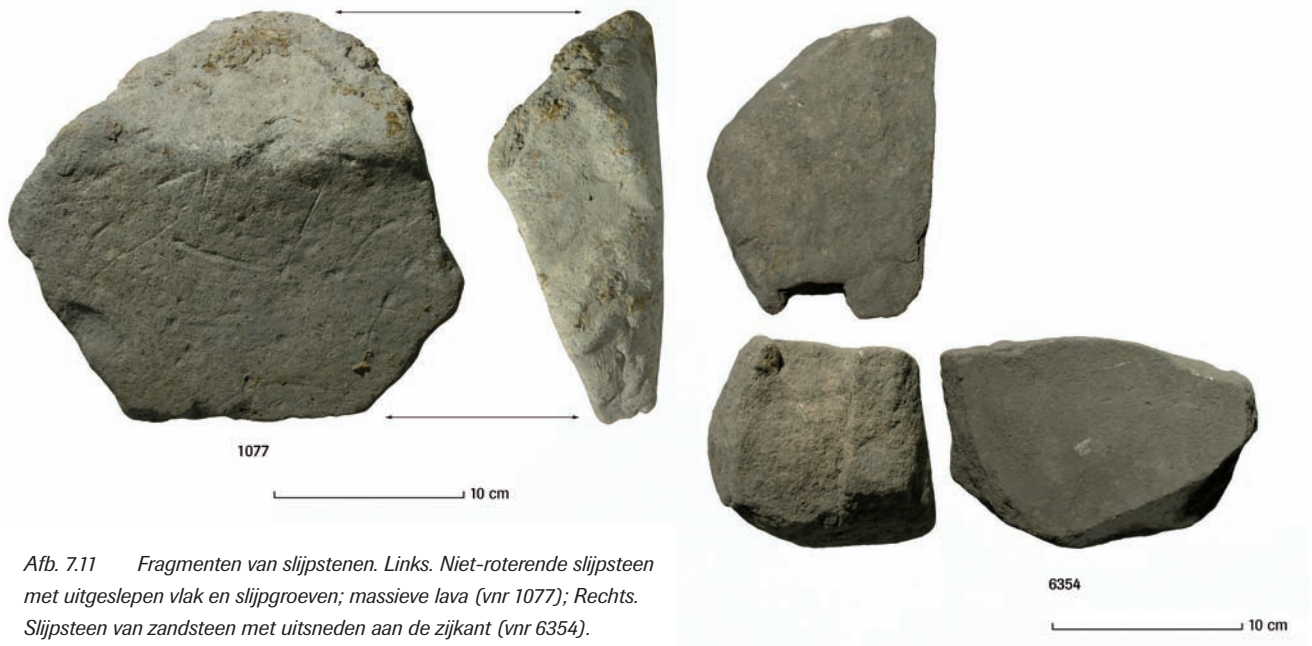 1077
10 cm
6354
10 cm
Afb. 7.11 Fragmenten van slijpstenen. Links. Niet-roterende slijpsteen
met uitgeslepen vlak en slijpgroeven; massieve lava (vnr 1077); Rechts.
Slijpsteen van zandsteen met uitsneden aan de zijkant (vnr 6354).